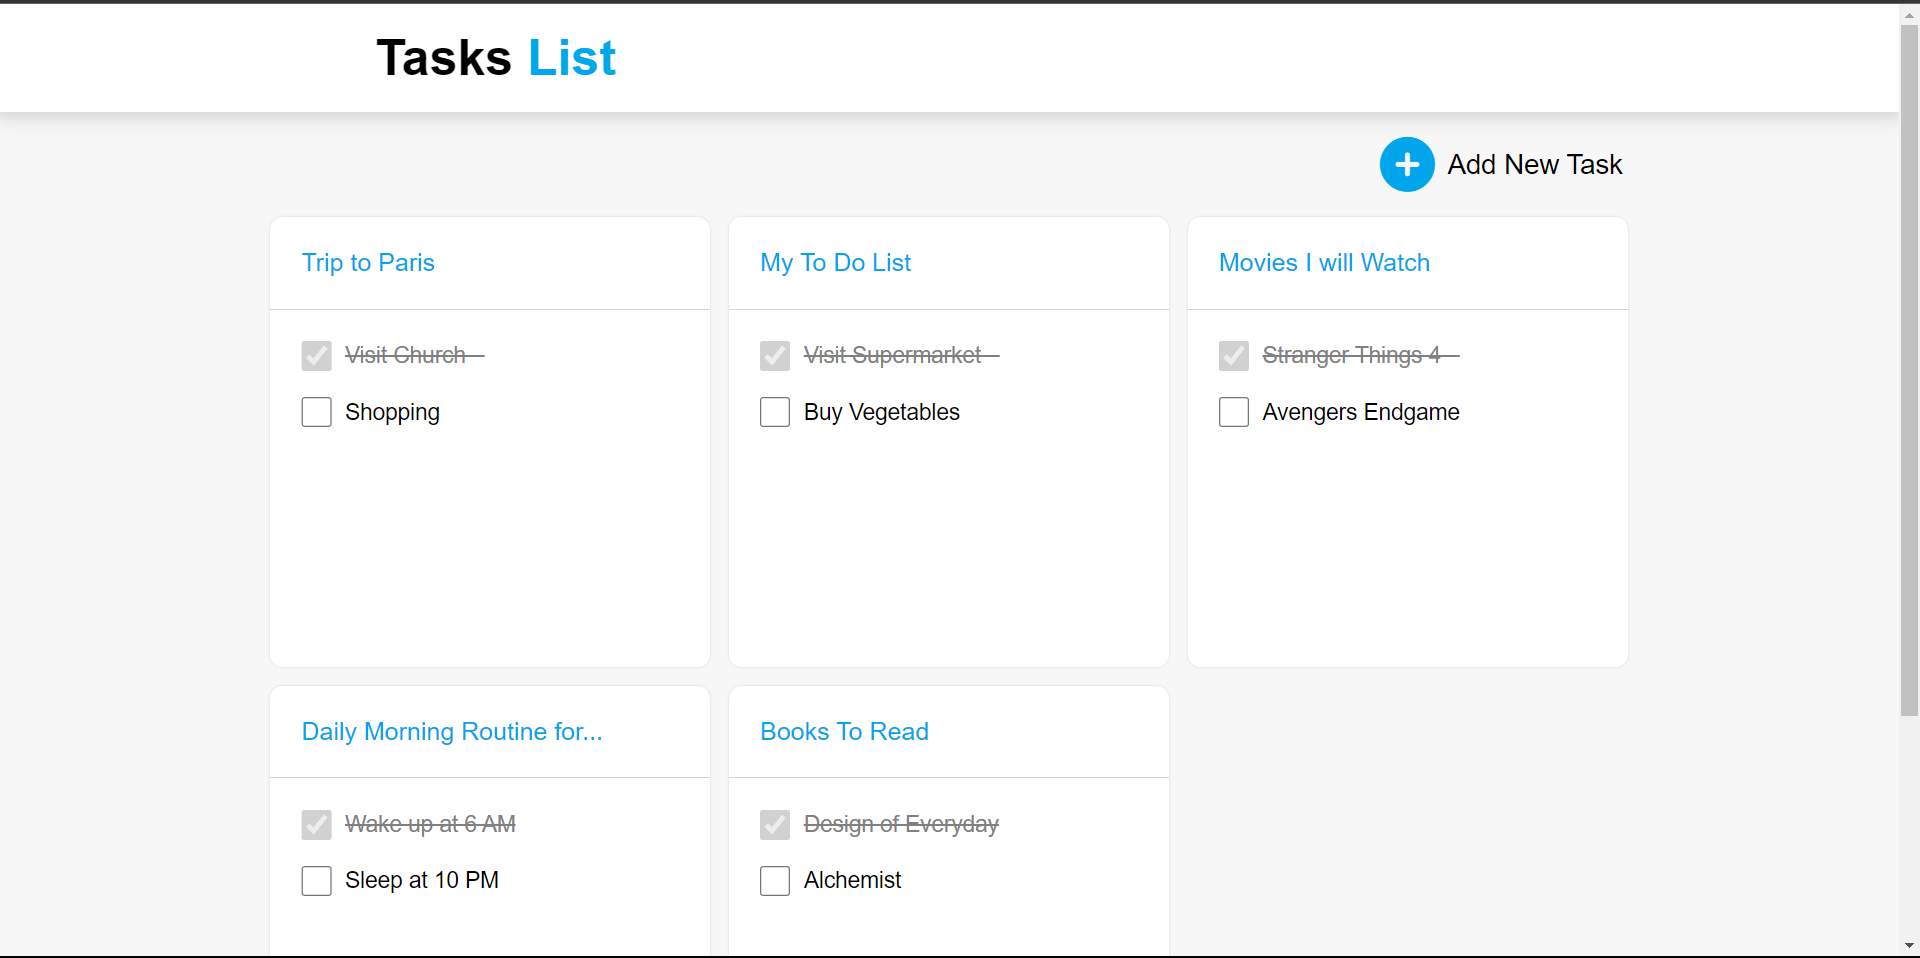 Tasks List
Add New Task
Trip to Paris
Visit Church
Shopping
My To Do List
Visit Supermarket
Buy Vegetables
Movies I will Watch
Stranger Things 4
Avengers Endgame
Daily Morning Routine for...
Wake up at 6 AM
Sleep at 10 PM
Books To Read
Design of Everyday
Alchemist